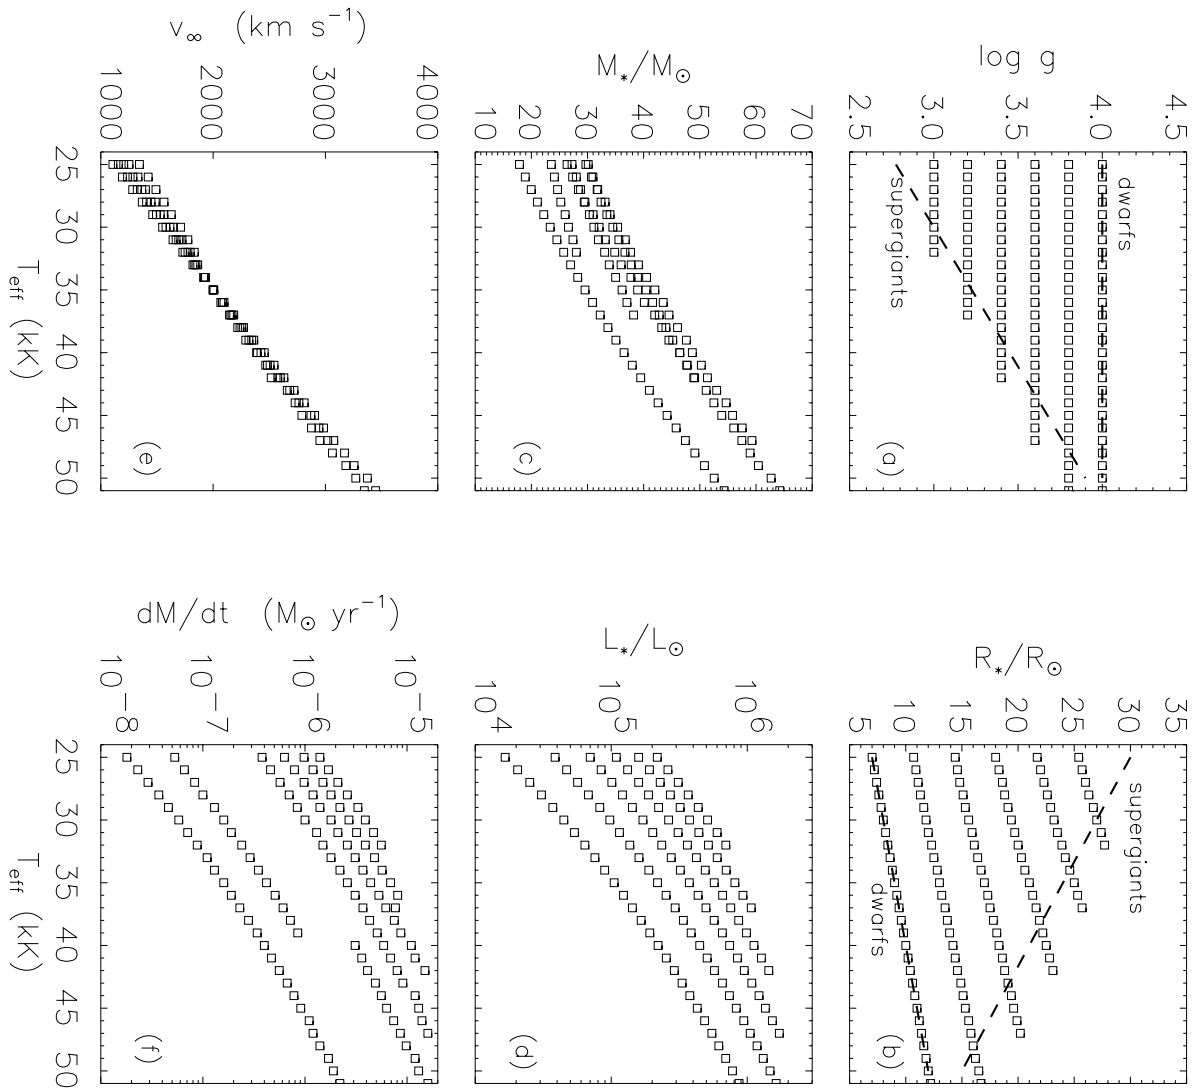 log g
4.5
4.0
3.5
3.0
2.5
dwarfs
supergiants
(a)
R*/R⊙
35
30
25
20
15
10
5
supergiants
dwarfs
(b)
M*/M⊙
70
60
50
40
30
20
10
(c)
L*/L⊙
10⁶
10⁵
10⁴
(d)
v∞ (km s⁻¹)
4000
3000
2000
1000
(e)
25 30 35 40 45 50
T_eff (kK)
dM/dt (M⊙ yr⁻¹)
10⁻⁵
10⁻⁶
10⁻⁷
10⁻⁸
(f)
25 30 35 40 45 50
T_eff (kK)